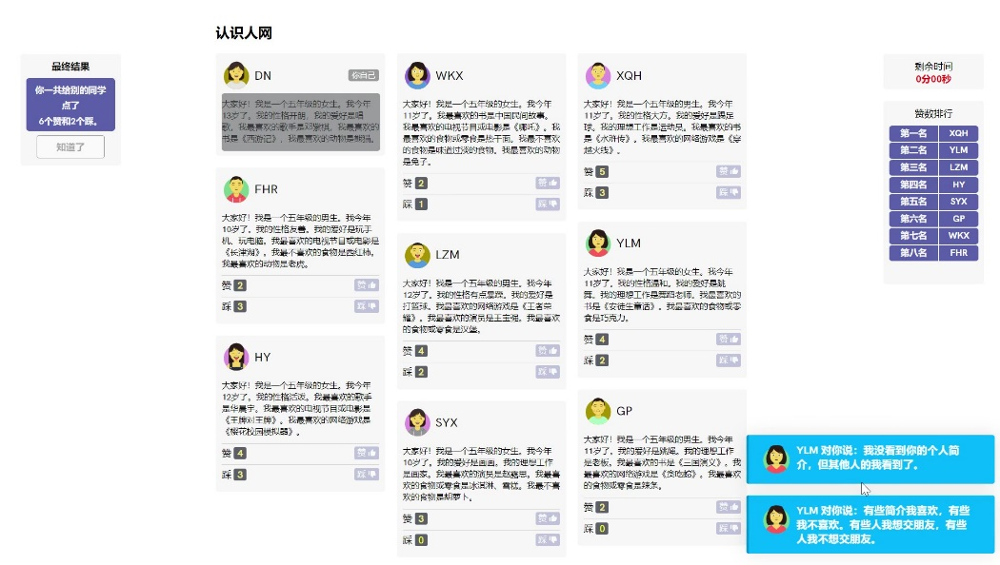 认识人网
最终结果
你一共给别的同学
点了
6个赞和2个踩。
知道了
DN
你自己
大家好！我是一个五年级的女生。我今年
13岁了。我的性格开朗。我的爱好是唱
歌。我最喜欢的歌手是邓紫棋。我最喜欢的
书是《西游记》。我最喜欢的动物是熊猫。
FHR
大家好！我是一个五年级的男生。我今年
10岁了。我的性格友善。我的爱好是玩手
机、玩电脑。我最喜欢的电视节目或电影是
《长津湖》。我最不喜欢的食物是西红柿。
我最喜欢的动物是老虎。
赞 2 赞
踩 3 踩
HY
大家好！我是一个五年级的女生。我今年
12岁了。我的性格活泼。我最喜欢的歌手
是华晨宇。我最喜欢的电视节目或电影是
《王牌对王牌》。我最喜欢的网络游戏是
《樱花校园模拟器》。
赞 4 赞
踩 3 踩
WKX
大家好！我是一个五年级的女生。我今年
11岁了。我最喜欢的书是中国民间故事。
我最喜欢的电视节目或电影是《哪吒》。我
最喜欢的食物或零食是热干面。我最不喜欢
的食物是味道过淡的食物。我最喜欢的动物
是兔子。
赞 2 赞
踩 1 踩
LZM
大家好！我是一个五年级的男生。我今年
12岁了。我的性格有点暴躁。我的爱好是
打篮球。我最喜欢的网络游戏是《王者荣
耀》。我最喜欢的演员是王宝强。我最喜欢
的食物或零食是汉堡。
赞 4 赞
踩 2 踩
SYX
大家好！我是一个五年级的女生。我今年
10岁了。我的爱好是画画。我的理想工作
是画家。我最喜欢的演员是赵露思。我最喜
欢的食物或零食是冰淇淋、雪糕。我最不喜
欢的食物是胡萝卜。
赞 3 赞
踩 0 踩
XQH
大家好！我是一个五年级的男生。我今年
11岁了。我的性格大方。我的爱好是踢足
球。我的理想工作是运动员。我最喜欢的书
是《水浒传》。我最喜欢的网络游戏是《穿
越火线》。
赞 5 赞
踩 3 踩
YLM
大家好！我是一个五年级的女生。我今年
11岁了。我的性格温和。我的爱好是跳
舞。我的理想工作是舞蹈老师。我最喜欢的
书是《安徒生童话》。我最喜欢的食物或零
食是巧克力。
赞 4 赞
踩 2 踩
GP
大家好！我是一个五年级的男生。我今年
11岁了。我的爱好是跳绳。我的理想工作
是老板。我最喜欢的书是《三国演义》。我
最喜欢的网络游戏是《贪吃蛇》。我最喜欢
的食物或零食是辣条。
赞 2 赞
踩 0 踩
剩余时间
0分00秒
赞数排行
第一名 XQH
第二名 YLM
第三名 LZM
第四名 HY
第五名 SYX
第六名 GP
第七名 WKX
第八名 FHR
YLM 对你说：我没看到你的个人简
介，但其他人的我看到了。
YLM 对你说：有些简介我喜欢，有些
我不喜欢。有些人我想交朋友，有些
人我不想交朋友。